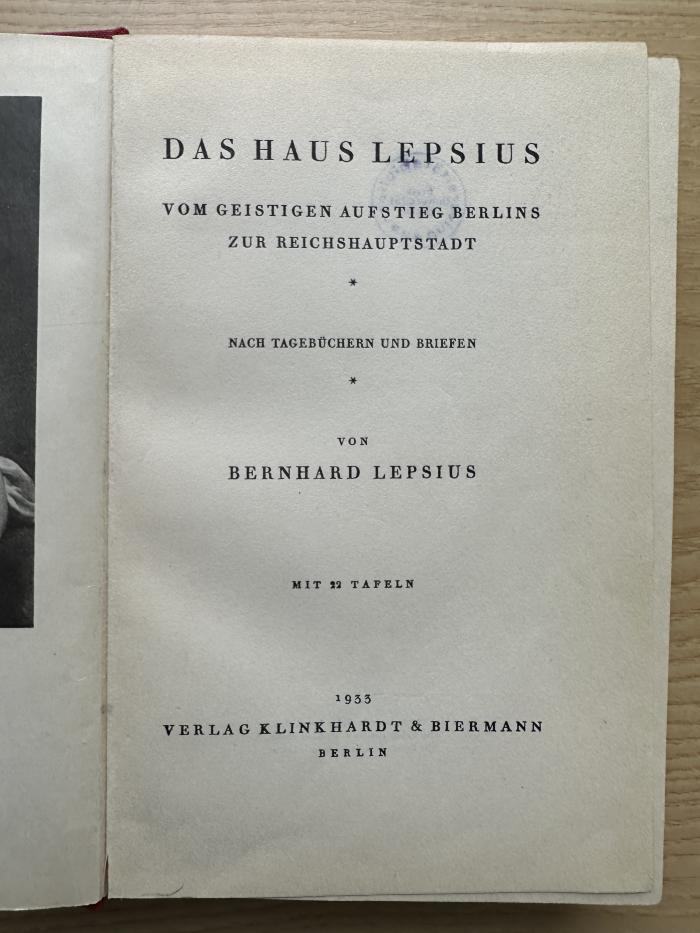 DAS HAUS LEPSIUS
VOM GEISTIGEN AUFSTIEG BERLINS
ZUR REICHSHAUPTSTADT
*
NACH TAGEBÜCHERN UND BRIEFEN
*
VON
BERNHARD LEPSIUS
MIT 22 TAFELN
1933
VERLAG KLINKHARDT & BIERMANN
BERLIN